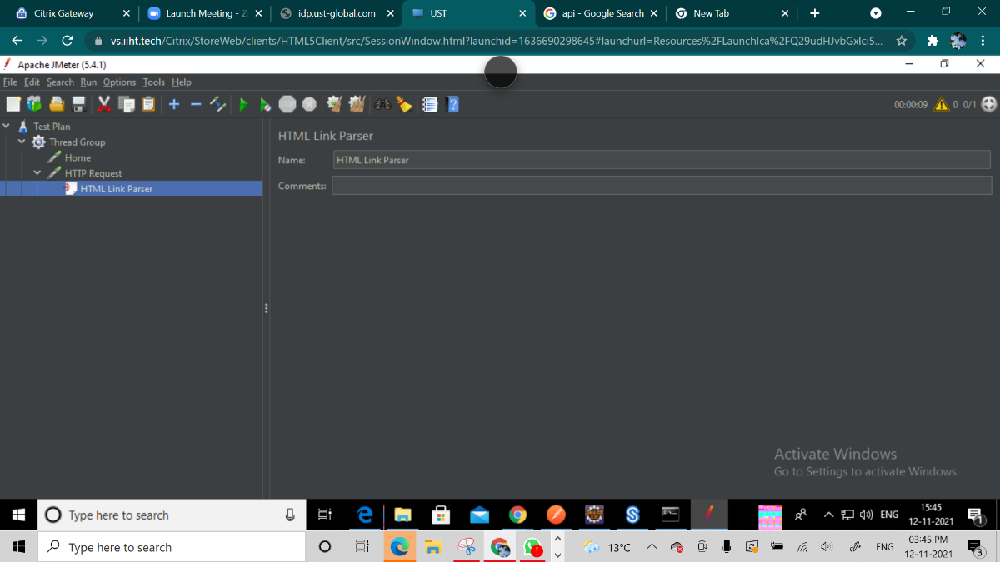 Citrix Gateway
Launch Meeting - Z
idp.ust-global.com
UST
api - Google Search
New Tab
vs.iiht.tech/Citrix/StoreWeb/clients/HTML5Client/src/SessionWindow.html?launchid=1636690298645#launchurl=Resources%2FLaunchIca%2FQ29udHJvbGxlci5...
Apache JMeter (5.4.1)
File Edit Search Run Options Tools Help
00:00:09 0 0/1
Test Plan
Thread Group
Home
HTTP Request
HTML Link Parser
HTML Link Parser
Name: HTML Link Parser
Comments:
Activate Windows
Go to Settings to activate Windows.
Type here to search
ENG
15:45
12-11-2021
1
Type here to search
13°C
ENG
03:45 PM
12-11-2021
3